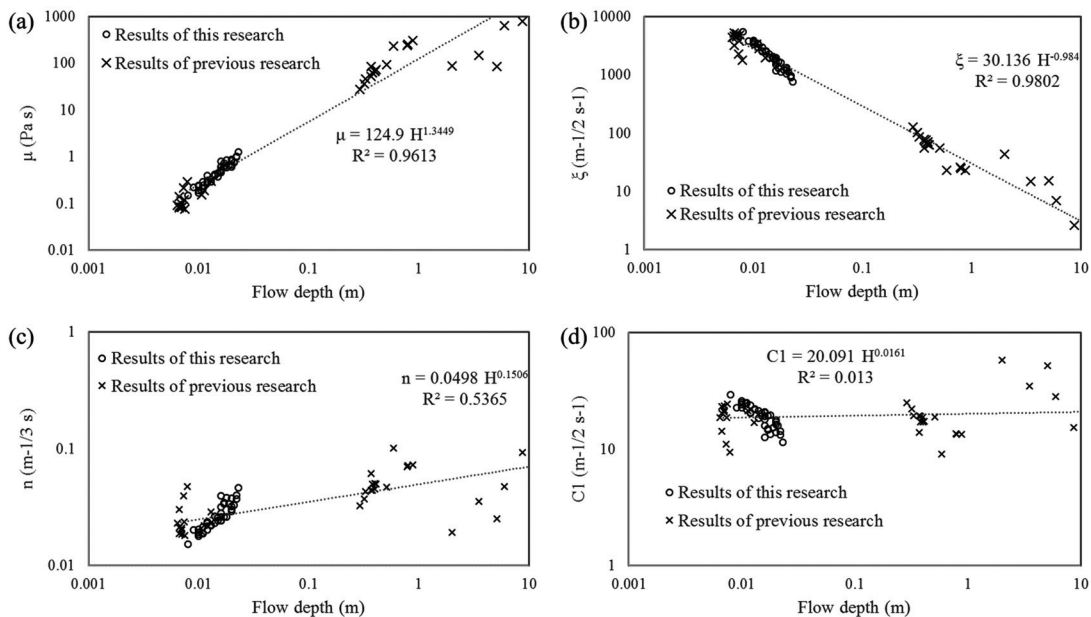 (a)
1000
100
10
1
0.1
0.01
μ (Pa s)
○ Results of this research
× Results of previous research
μ = 124.9 H^1.3449
R² = 0.9613
0.001 0.01 0.1 1 10
Flow depth (m)
(b)
10000
1000
100
10
1
ξ (m-1/2 s-1)
ξ = 30.136 H^-0.984
R² = 0.9802
○ Results of this research
× Results of previous research
0.001 0.01 0.1 1 10
Flow depth (m)
(c)
1
0.1
0.01
n (m-1/3 s)
○ Results of this research
× Results of previous research
n = 0.0498 H^0.1506
R² = 0.5365
0.001 0.01 0.1 1 10
Flow depth (m)
(d)
100
10
1
C1 (m-1/2 s-1)
C1 = 20.091 H^0.0161
R² = 0.013
○ Results of this research
× Results of previous research
0.001 0.01 0.1 1 10
Flow depth (m)